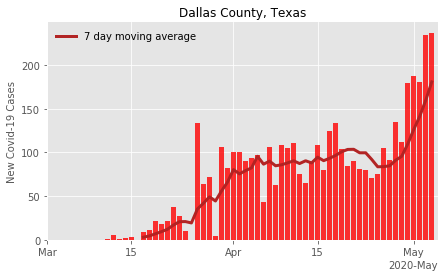 Dallas County, Texas
7 day moving average
New Covid-19 Cases
200
150
100
50
0
Mar 15 Apr 15 May
2020-May